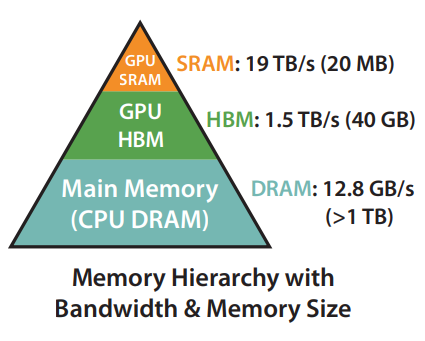 GPU
SRAM
SRAM: 19 TB/s (20 MB)
GPU
HBM
HBM: 1.5 TB/s (40 GB)
Main Memory
(CPU DRAM)
DRAM: 12.8 GB/s
(>1 TB)
Memory Hierarchy with
Bandwidth & Memory Size